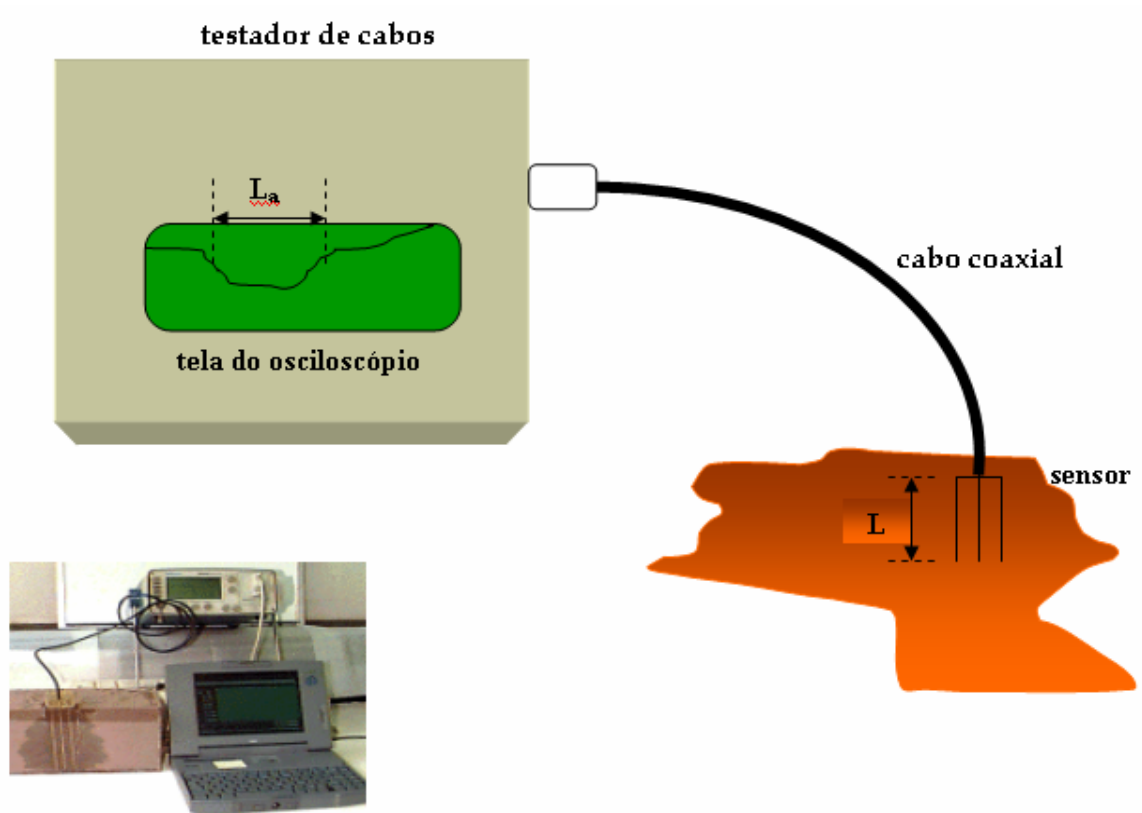 testador de cabos
La
tela do osciloscópio
cabo coaxial
sensor
L